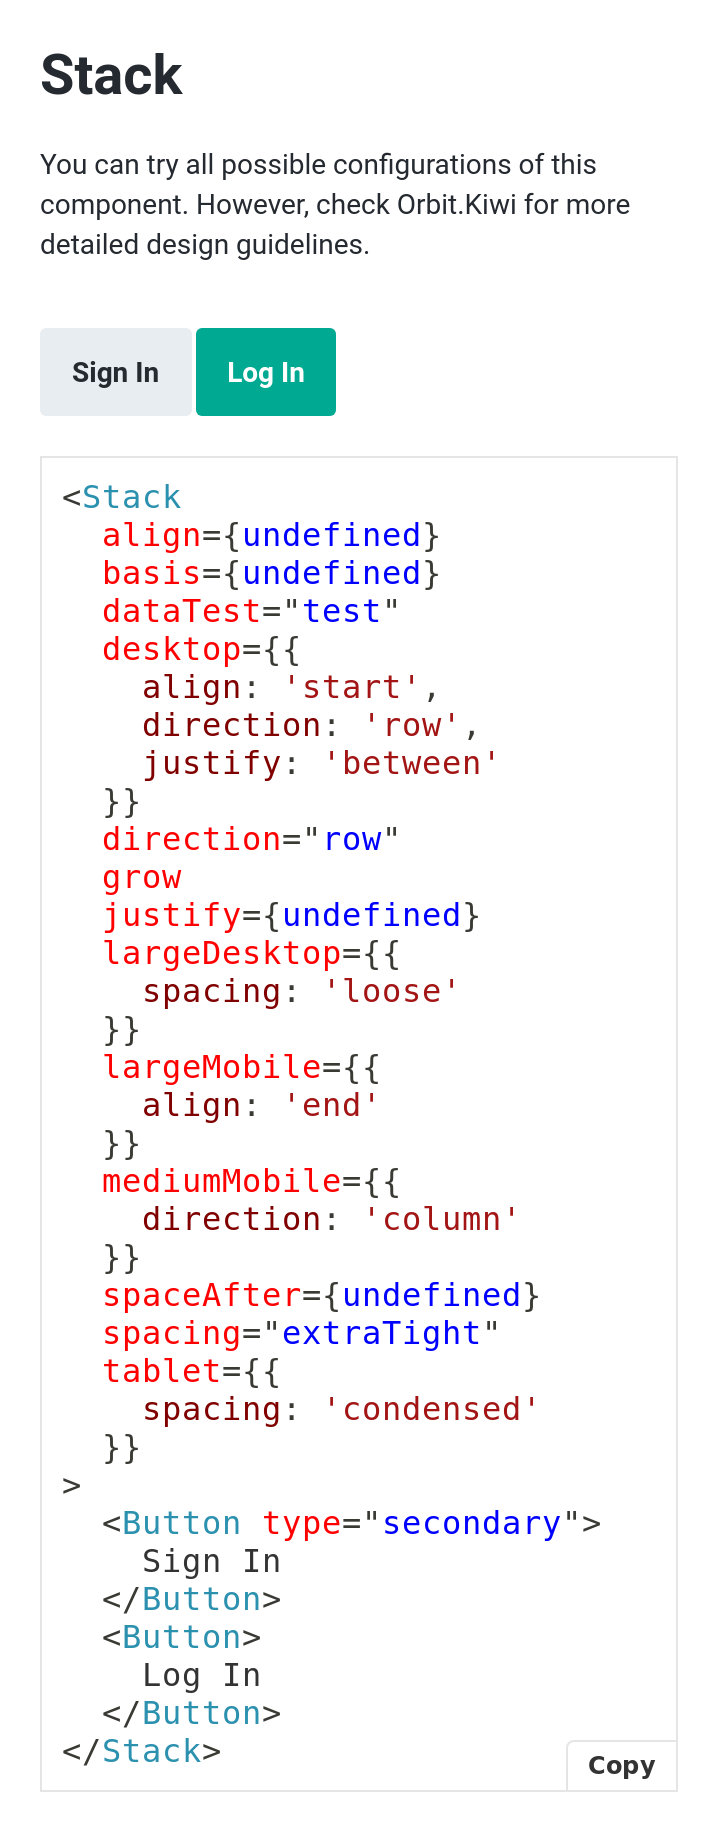 Stack
You can try all possible configurations of this
component. However, check Orbit.Kiwi for more
detailed design guidelines.
Sign In
Log In
<Stack
  align={undefined}
  basis={undefined}
  dataTest="test"
  desktop={{
    align: 'start',
    direction: 'row',
    justify: 'between'
  }}
  direction="row"
  grow
  justify={undefined}
  largeDesktop={{
    spacing: 'loose'
  }}
  largeMobile={{
    align: 'end'
  }}
  mediumMobile={{
    direction: 'column'
  }}
  spaceAfter={undefined}
  spacing="extraTight"
  tablet={{
    spacing: 'condensed'
  }}
>
  <Button type="secondary">
    Sign In
  </Button>
  <Button>
    Log In
  </Button>
</Stack>
Copy